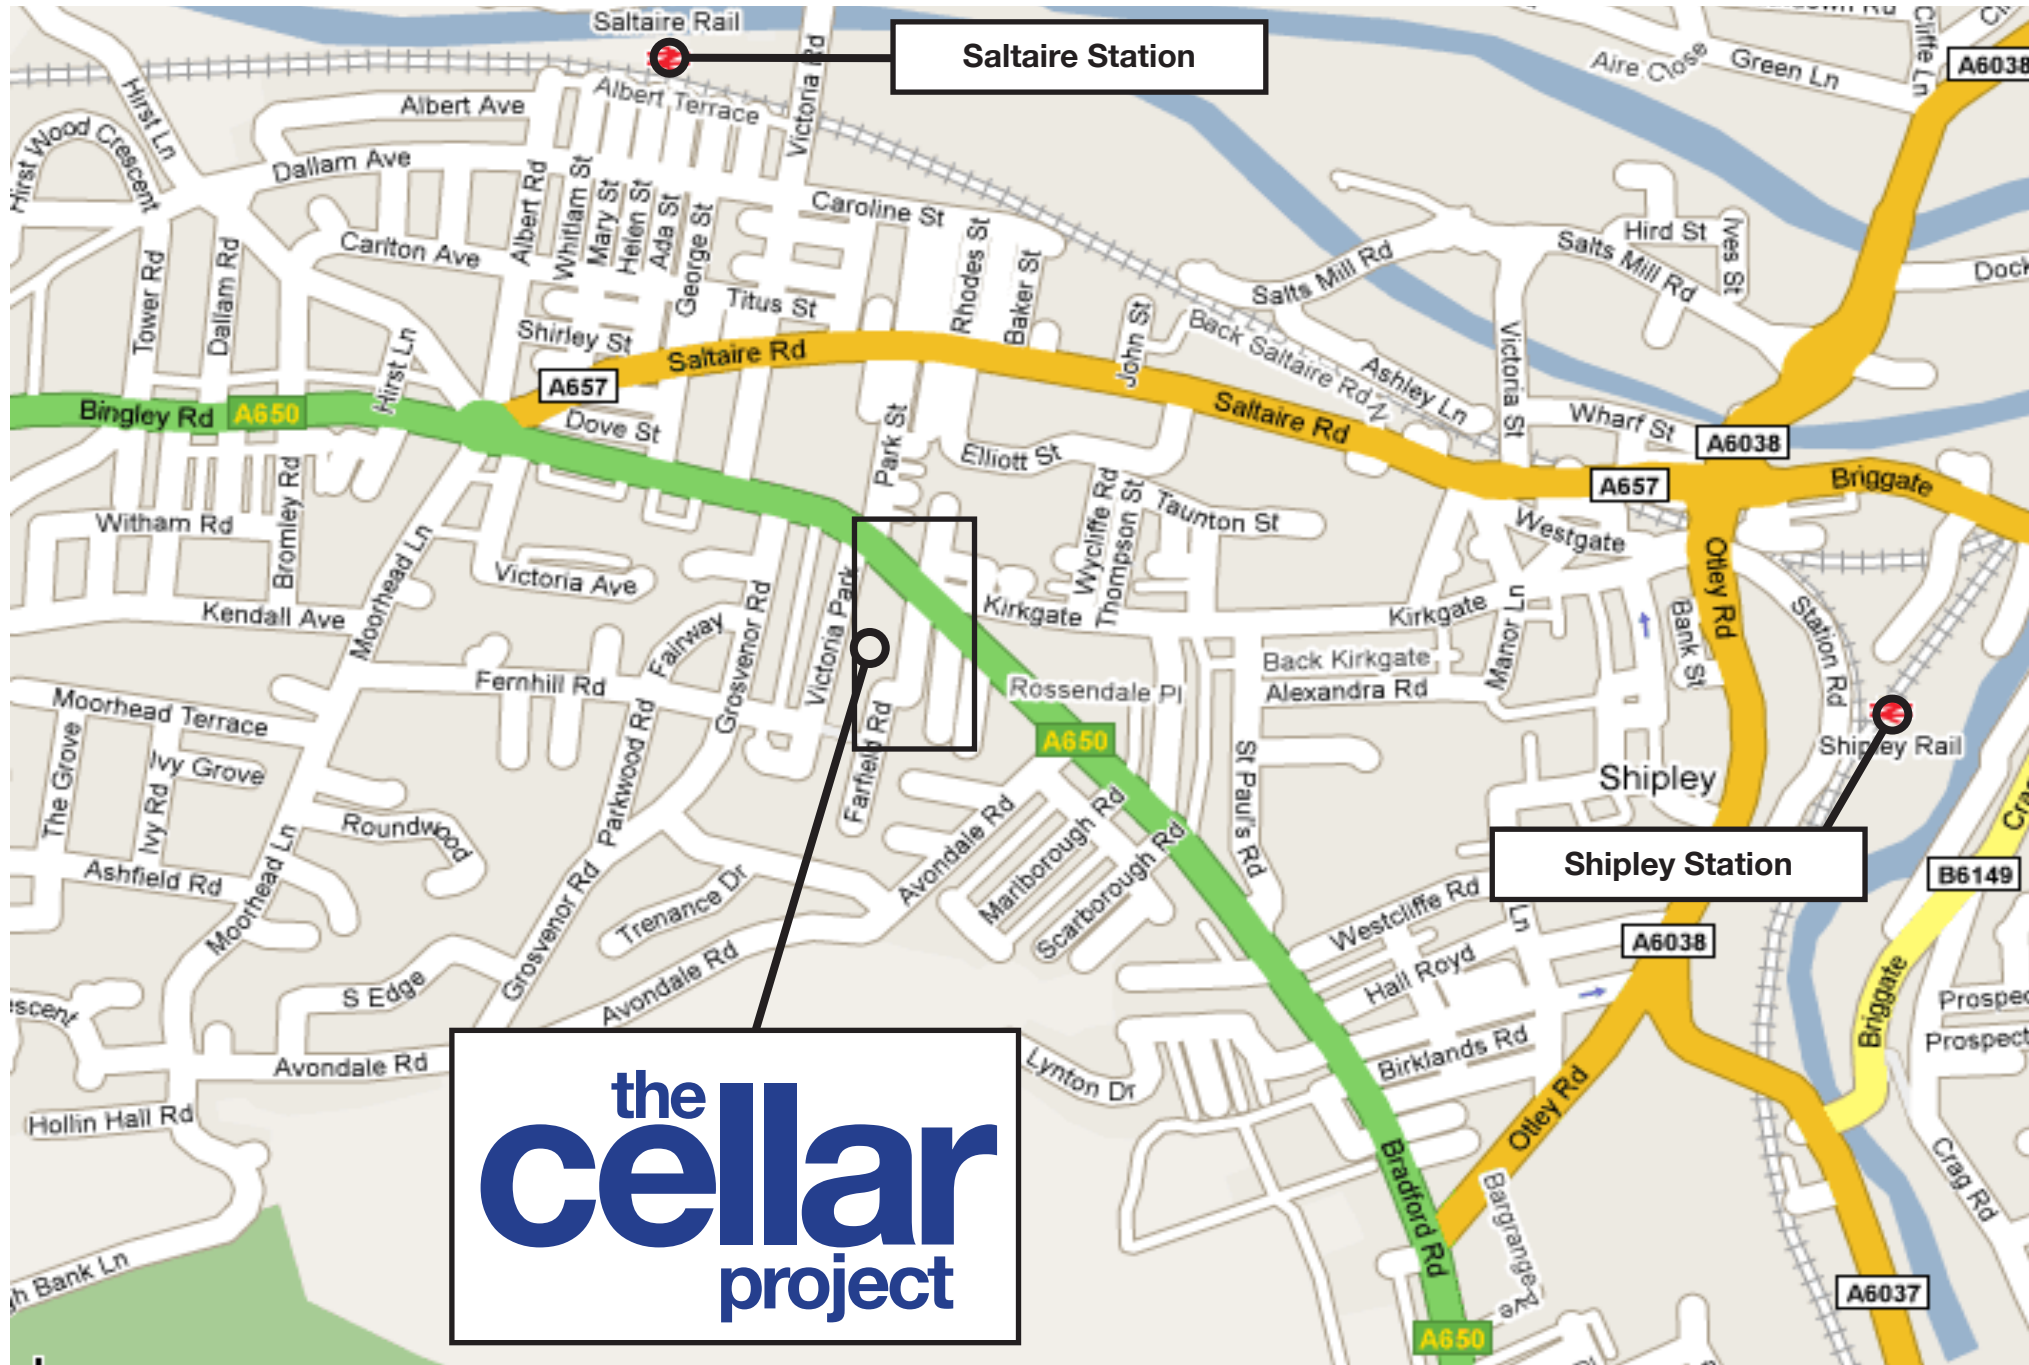 Saltaire Rail
Saltaire Station
Aire Close
Green Ln
Cliffe Ln
A6038
Hirst Ln
Albert Ave
Albert Terrace
Victoria Rd
Hirst Wood Crescent
Dallam Ave
Albert Rd
Whitlam St
Mary St
Helen St
Ada St
George St
Caroline St
Rhodes St
Baker St
Carlton Ave
Titus St
Tower Rd
Dallam Rd
Hirst Ln
Shirley St
Saltaire Rd
A657
John St
Back Saltaire Rd N
Salts Mill Rd
Salts Mill Rd
Hird St
Ives St
Dock
Ashley Ln
Victoria St
Wharf St
Bingley Rd
A650
Dove St
Park St
Elliott St
Saltaire Rd
A6038
A657
Briggate
Witham Rd
Bromley Rd
Moorhead Ln
Victoria Ave
Kendall Ave
Wycliffe Rd
Thompson St
Taunton St
Westgate
Otley Rd
Kirkgate
Kirkgate
Manor Ln
Bank St
Station Rd
Fairway
Grosvenor Rd
Victoria Park
Fernhill Rd
Back Kirkgate
Alexandra Rd
Rossendale Pl
Moorhead Terrace
The Grove
Ivy Grove
Ivy Rd
Parkwood Rd
Farfield Rd
A650
St Paul's Rd
Shipley
Shipley Rail
Shipley Station
Roundwood
Ashfield Rd
Moorhead Ln
Grosvenor Rd
Trenance Dr
Avondale Rd
Marlborough Rd
Scarborough Rd
Westcliffe Rd
Ln
B6149
A6038
Avondale Rd
S Edge
Hall Royd
Briggate
Prospec
Prospect
escent
Avondale Rd
Lynton Dr
Birklands Rd
Otley Rd
Hollin Hall Rd
the
cellar
project
Bradford Rd
Bargrange Ave
Crag Rd
h Bank Ln
A6037
A650